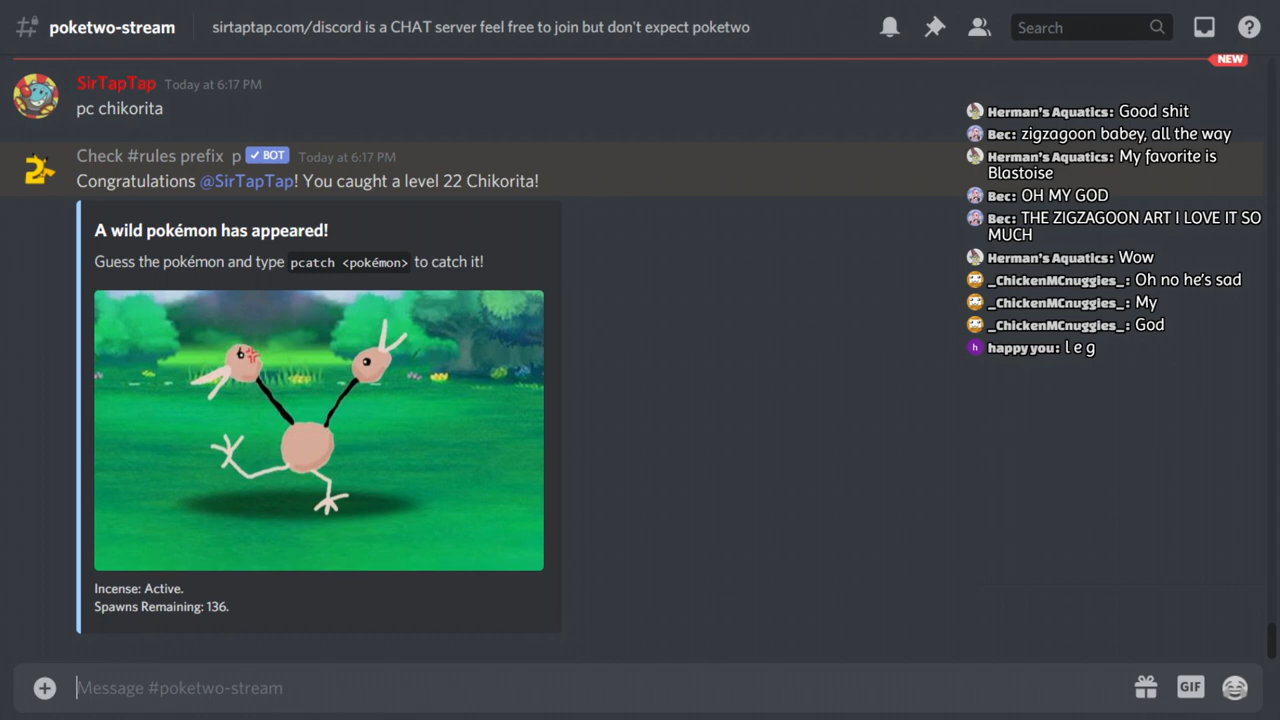 poketwo-stream
sirtaptap.com/discord is a CHAT server feel free to join but don't expect poketwo
Search
NEW
SirTapTap Today at 6:17 PM
pc chikorita
Check #rules prefix p BOT Today at 6:17 PM
Congratulations @SirTapTap! You caught a level 22 Chikorita!
A wild pokémon has appeared!
Guess the pokémon and type pcatch <pokémon> to catch it!
Incense: Active.
Spawns Remaining: 136.
Herman's Aquatics: Good shit
Bec: zigzagoon babey, all the way
Herman's Aquatics: My favorite is
Blastoise
Bec: OH MY GOD
Bec: THE ZIGZAGOON ART I LOVE IT SO
MUCH
Herman's Aquatics: Wow
_ChickenMCnuggies_: Oh no he's sad
_ChickenMCnuggies_: My
_ChickenMCnuggies_: God
h happy you: l e g
Message #poketwo-stream
GIF